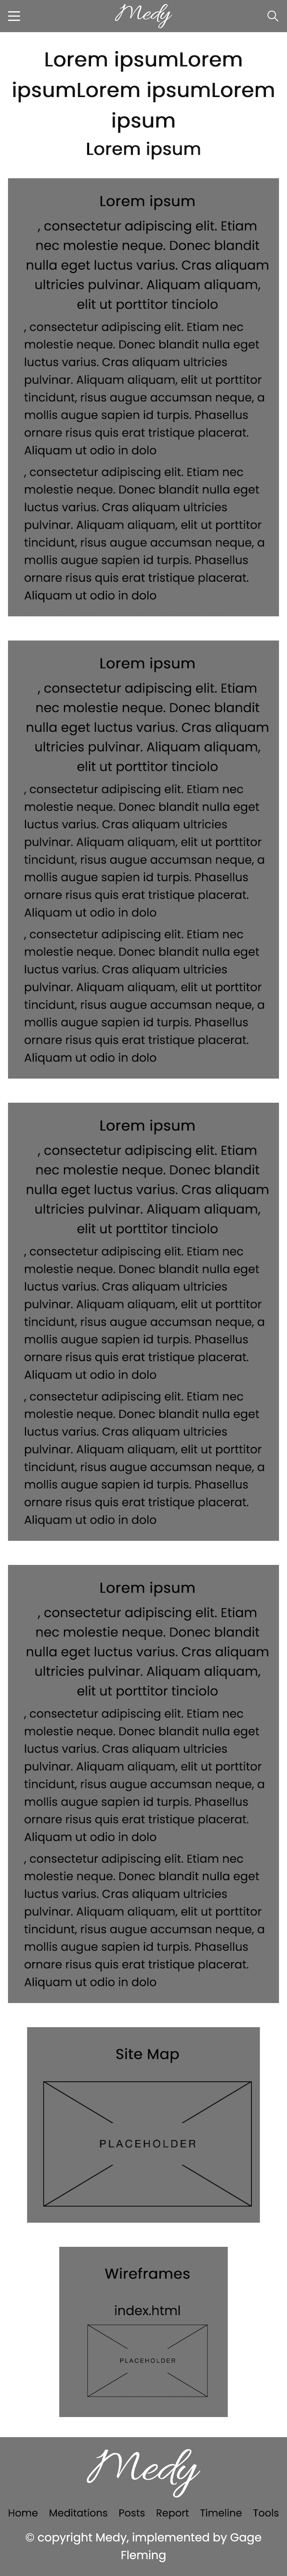 Medy
Lorem ipsumLorem
ipsumLorem ipsumLorem
ipsum
Lorem ipsum
Lorem ipsum
, consectetur adipiscing elit. Etiam
nec molestie neque. Donec blandit
nulla eget luctus varius. Cras aliquam
ultricies pulvinar. Aliquam aliquam,
elit ut porttitor tinciolo
, consectetur adipiscing elit. Etiam nec
molestie neque. Donec blandit nulla eget
luctus varius. Cras aliquam ultricies
pulvinar. Aliquam aliquam, elit ut porttitor
tincidunt, risus augue accumsan neque, a
mollis augue sapien id turpis. Phasellus
ornare risus quis erat tristique placerat.
Aliquam ut odio in dolo
, consectetur adipiscing elit. Etiam nec
molestie neque. Donec blandit nulla eget
luctus varius. Cras aliquam ultricies
pulvinar. Aliquam aliquam, elit ut porttitor
tincidunt, risus augue accumsan neque, a
mollis augue sapien id turpis. Phasellus
ornare risus quis erat tristique placerat.
Aliquam ut odio in dolo
Lorem ipsum
, consectetur adipiscing elit. Etiam
nec molestie neque. Donec blandit
nulla eget luctus varius. Cras aliquam
ultricies pulvinar. Aliquam aliquam,
elit ut porttitor tinciolo
, consectetur adipiscing elit. Etiam nec
molestie neque. Donec blandit nulla eget
luctus varius. Cras aliquam ultricies
pulvinar. Aliquam aliquam, elit ut porttitor
tincidunt, risus augue accumsan neque, a
mollis augue sapien id turpis. Phasellus
ornare risus quis erat tristique placerat.
Aliquam ut odio in dolo
, consectetur adipiscing elit. Etiam nec
molestie neque. Donec blandit nulla eget
luctus varius. Cras aliquam ultricies
pulvinar. Aliquam aliquam, elit ut porttitor
tincidunt, risus augue accumsan neque, a
mollis augue sapien id turpis. Phasellus
ornare risus quis erat tristique placerat.
Aliquam ut odio in dolo
Lorem ipsum
, consectetur adipiscing elit. Etiam
nec molestie neque. Donec blandit
nulla eget luctus varius. Cras aliquam
ultricies pulvinar. Aliquam aliquam,
elit ut porttitor tinciolo
, consectetur adipiscing elit. Etiam nec
molestie neque. Donec blandit nulla eget
luctus varius. Cras aliquam ultricies
pulvinar. Aliquam aliquam, elit ut porttitor
tincidunt, risus augue accumsan neque, a
mollis augue sapien id turpis. Phasellus
ornare risus quis erat tristique placerat.
Aliquam ut odio in dolo
, consectetur adipiscing elit. Etiam nec
molestie neque. Donec blandit nulla eget
luctus varius. Cras aliquam ultricies
pulvinar. Aliquam aliquam, elit ut porttitor
tincidunt, risus augue accumsan neque, a
mollis augue sapien id turpis. Phasellus
ornare risus quis erat tristique placerat.
Aliquam ut odio in dolo
Lorem ipsum
, consectetur adipiscing elit. Etiam
nec molestie neque. Donec blandit
nulla eget luctus varius. Cras aliquam
ultricies pulvinar. Aliquam aliquam,
elit ut porttitor tinciolo
, consectetur adipiscing elit. Etiam nec
molestie neque. Donec blandit nulla eget
luctus varius. Cras aliquam ultricies
pulvinar. Aliquam aliquam, elit ut porttitor
tincidunt, risus augue accumsan neque, a
mollis augue sapien id turpis. Phasellus
ornare risus quis erat tristique placerat.
Aliquam ut odio in dolo
, consectetur adipiscing elit. Etiam nec
molestie neque. Donec blandit nulla eget
luctus varius. Cras aliquam ultricies
pulvinar. Aliquam aliquam, elit ut porttitor
tincidunt, risus augue accumsan neque, a
mollis augue sapien id turpis. Phasellus
ornare risus quis erat tristique placerat.
Aliquam ut odio in dolo
Site Map
PLACEHOLDER
Wireframes
index.html
PLACEHOLDER
Medy
Home Meditations Posts Report Timeline Tools
© copyright Medy, implemented by Gage
Fleming